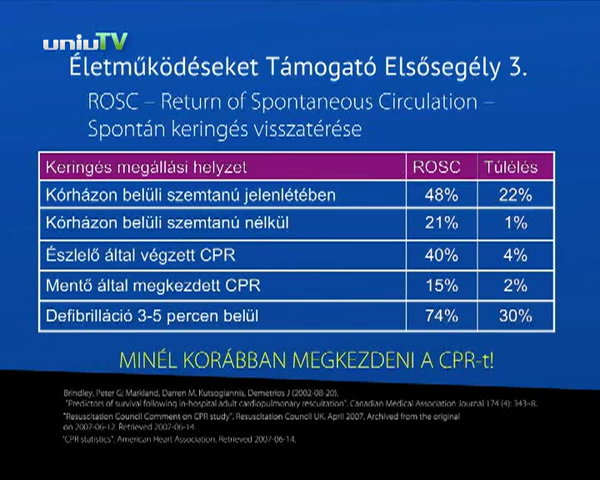 uniuTV
Életműködéseket Támogató Elsősegély 3.
ROSC – Return of Spontaneous Circulation –
Spontán keringés visszatérése
Keringés megállási helyzet ROSC Túlélés
Kórházon belüli szemtanú jelenlétében 48% 22%
Kórházon belüli szemtanú nélkül 21% 1%
Észlelő által végzett CPR 40% 4%
Mentő által megkezdett CPR 15% 2%
Defibrilláció 3-5 percen belül 74% 30%
MINÉL KORÁBBAN MEGKEZDENI A CPR-t!
Brindley, Peter G; Markland, Darren M, Kutsogiannis, Demetrios J (2002-08-20).
"Predictors of survival following in-hospital adult cardiopulmonary rescuitation". Canadian Medical Association Journal 174 (4): 343–8.
"Resuscitation Council Comment on CPR study", Resuscitation Council UK, April 2007. Archived from the original
on 2007-06-12. Retrieved 2007-06-14.
"CPR statistics". American Heart Association. Retrieved 2007-06-14.